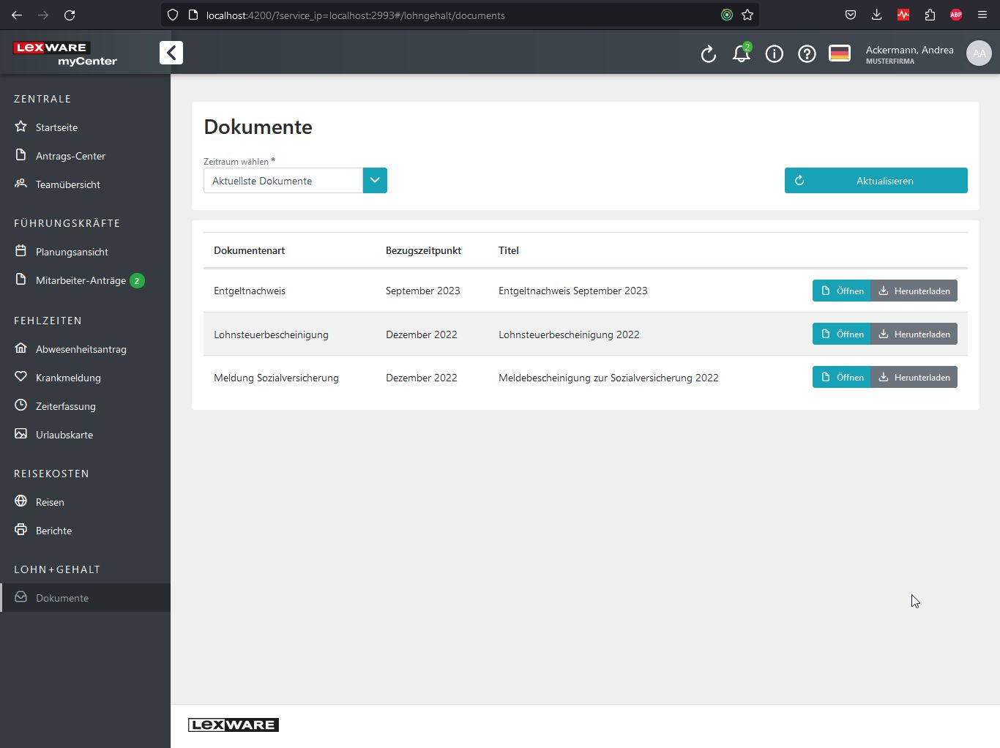 localhost:4200/?service_ip=localhost:2993#/lohngehalt/documents
ABP
LEXWARE
myCenter
2
Ackermann, Andrea
MUSTERFIRMA
AA
ZENTRALE
Startseite
Antrags-Center
Teamübersicht
FÜHRUNGSKRÄFTE
Planungsansicht
Mitarbeiter-Anträge 2
FEHLZEITEN
Abwesenheitsantrag
Krankmeldung
Zeiterfassung
Urlaubskarte
REISEKOSTEN
Reisen
Berichte
LOHN+GEHALT
Dokumente
Dokumente
Zeitraum wählen *
Aktuellste Dokumente
Aktualisieren
Dokumentenart Bezugszeitpunkt Titel
Entgeltnachweis September 2023 Entgeltnachweis September 2023 Öffnen Herunterladen
Lohnsteuerbescheinigung Dezember 2022 Lohnsteuerbescheinigung 2022 Öffnen Herunterladen
Meldung Sozialversicherung Dezember 2022 Meldebescheinigung zur Sozialversicherung 2022 Öffnen Herunterladen
LEXWARE